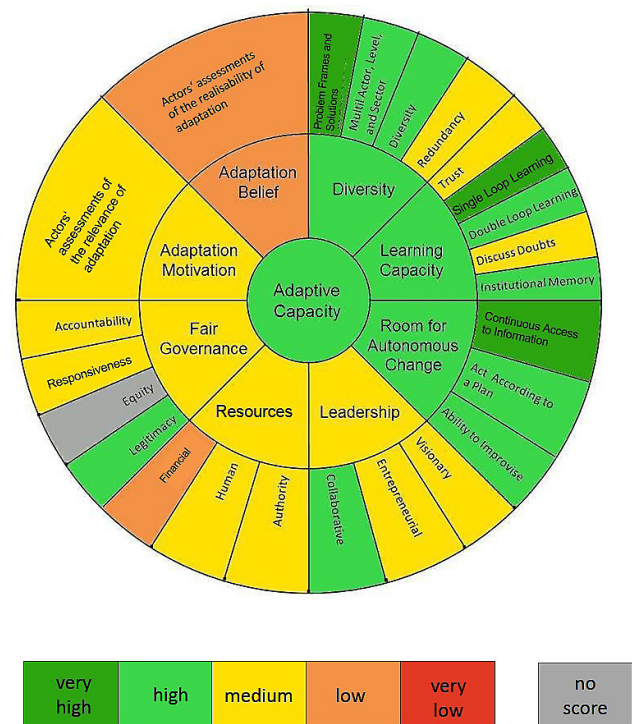 Adaptive
Capacity
Adaptation
Belief
Diversity
Learning
Capacity
Room for
Autonomous
Change
Leadership
Resources
Fair
Governance
Adaptation
Motivation
Actors' assessments
of the realisability of
adaptation
Problem Frames and
Solutions
Multil Actor, Level,
and Sector
Diversity
Redundancy
Trust
Single Loop Learning
Double Loop Learning
Discuss Doubts
Institutional Memory
Continuous Access
to Information
Act According to
a Plan
Ability to Improvise
Visionary
Entrepreneurial
Collaborative
Authority
Human
Financial
Legitimacy
Equity
Responsiveness
Accountability
Actors'
assessments of
the relevance of
adaptation
very
high
high
medium
low
very
low
no
score